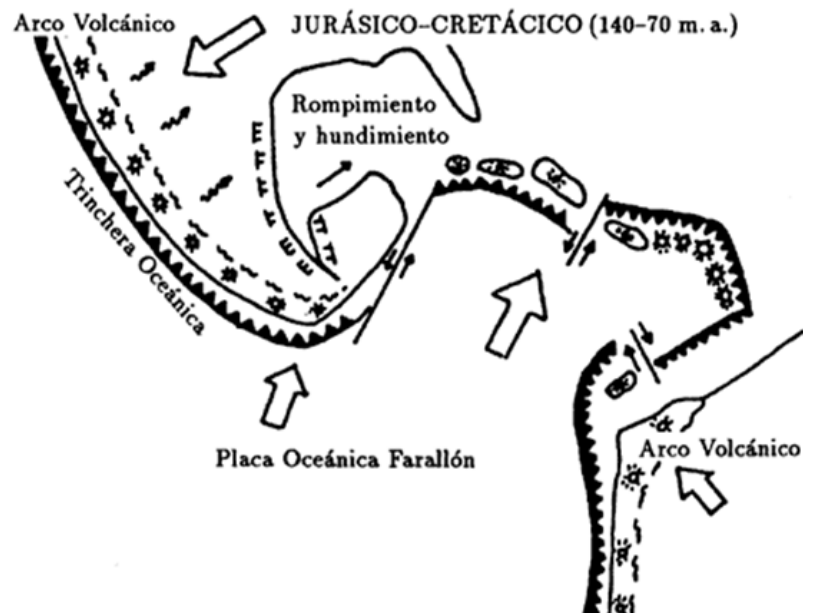 Arco Volcánico
JURÁSICO–CRETÁCICO (140–70 m. a.)
Rompimiento
y hundimiento
Trinchera Oceánica
Placa Oceánica Farallón
Arco Volcánico